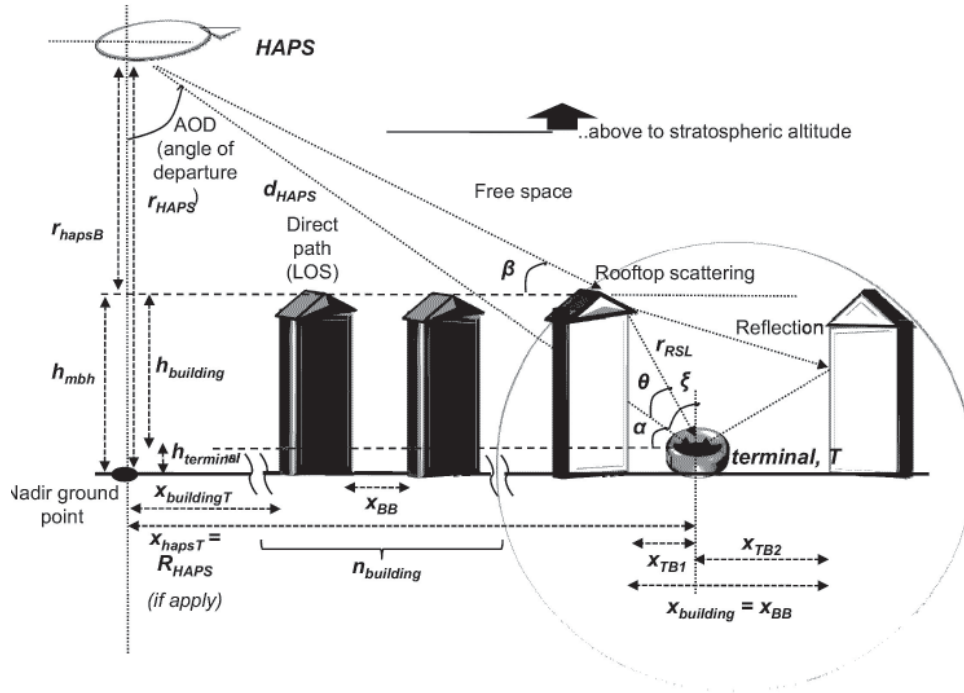 HAPS
AOD
(angle of
departure
)
r_HAPS
..above to stratospheric altitude
d_HAPS
Free space
r_hapsB
Direct
path
(LOS)
β
Rooftop scattering
Reflection
h_mbh
h_building
r_RSL
θ
ξ
α
h_terminal
terminal, T
Nadir ground
point
x_buildingT
x_BB
x_hapsT =
R_HAPS
(if apply)
n_building
x_TB1
x_TB2
x_building = x_BB